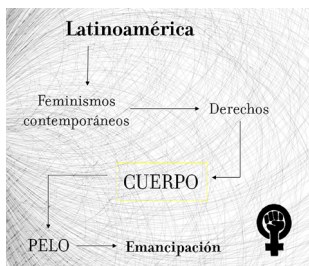 Latinoamérica
Feminismos
contemporáneos
Derechos
CUERPO
PELO
Emancipación